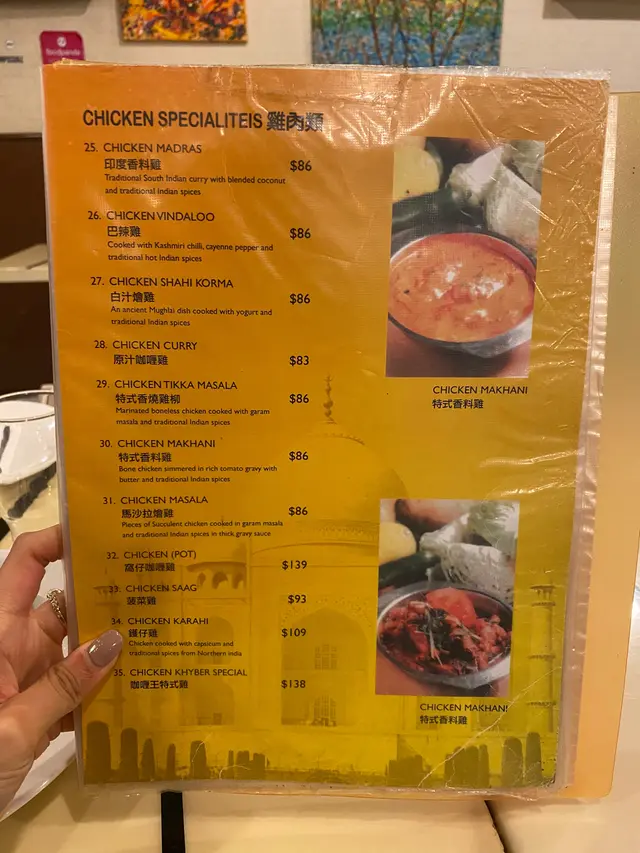 foodpanda
CHICKEN SPECIALITEIS 雞肉類
25. CHICKEN MADRAS
印度香料雞 $86
Traditional South Indian curry with blended coconut
and traditional Indian spices
26. CHICKEN VINDALOO
巴辣雞 $86
Cooked with Kashmiri chilli, cayenne pepper and
traditional hot Indian spices
27. CHICKEN SHAHI KORMA
白汁燴雞 $86
An ancient Mughlai dish cooked with yogurt and
traditional Indian spices
28. CHICKEN CURRY
原汁咖喱雞 $83
29. CHICKEN TIKKA MASALA
特式香燒雞柳 $86
Marinated boneless chicken cooked with garam
masala and traditional Indian spices
30. CHICKEN MAKHANI
特式香料雞 $86
Bone chicken simmered in rich tomato gravy with
butter and traditional Indian spices
31. CHICKEN MASALA
馬沙拉燴雞 $86
Pieces of Succulent chicken cooked in garam masala
and traditional Indian spices in thick gravy sauce
32. CHICKEN (POT)
窩仔咖喱雞 $139
33. CHICKEN SAAG
菠菜雞 $93
34. CHICKEN KARAHI
鑊仔雞 $109
Chicken cooked with capsicum and
traditional spices from Northern india
35. CHICKEN KHYBER SPECIAL
咖喱王特式雞 $138
CHICKEN MAKHANI
特式香料雞
CHICKEN MAKHANI
特式香料雞